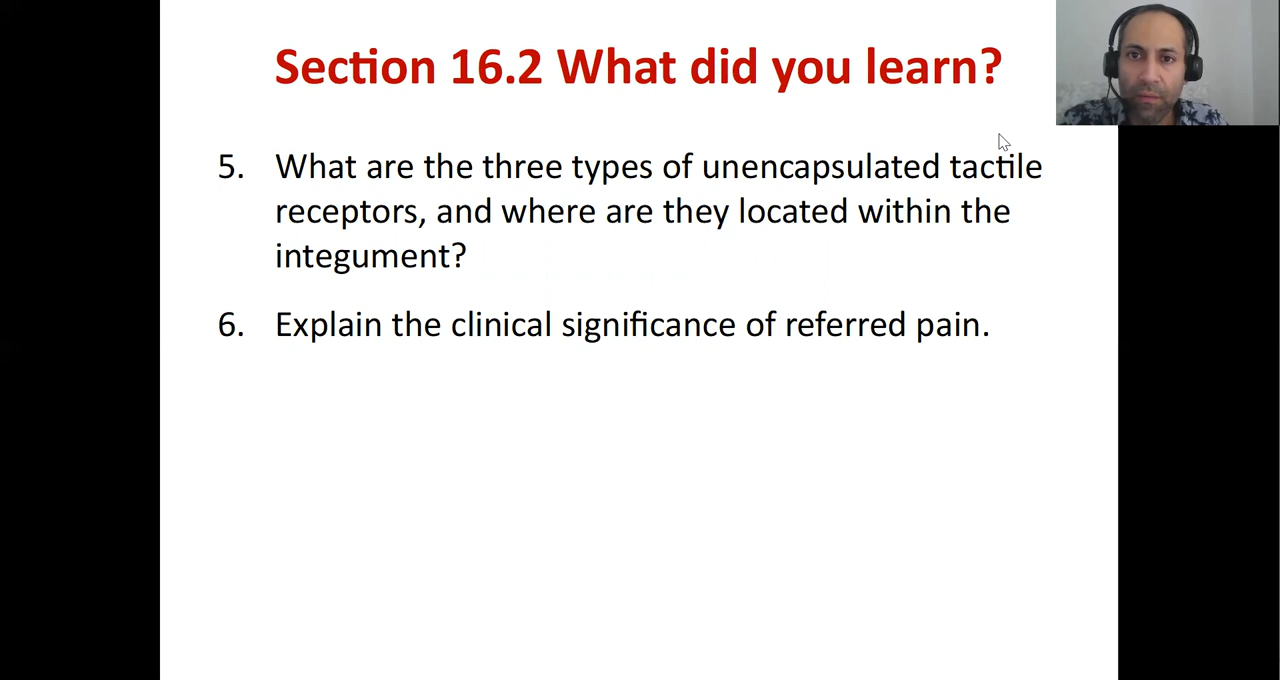 Section 16.2 What did you learn?
5. What are the three types of unencapsulated tactile
receptors, and where are they located within the
integument?
6. Explain the clinical significance of referred pain.